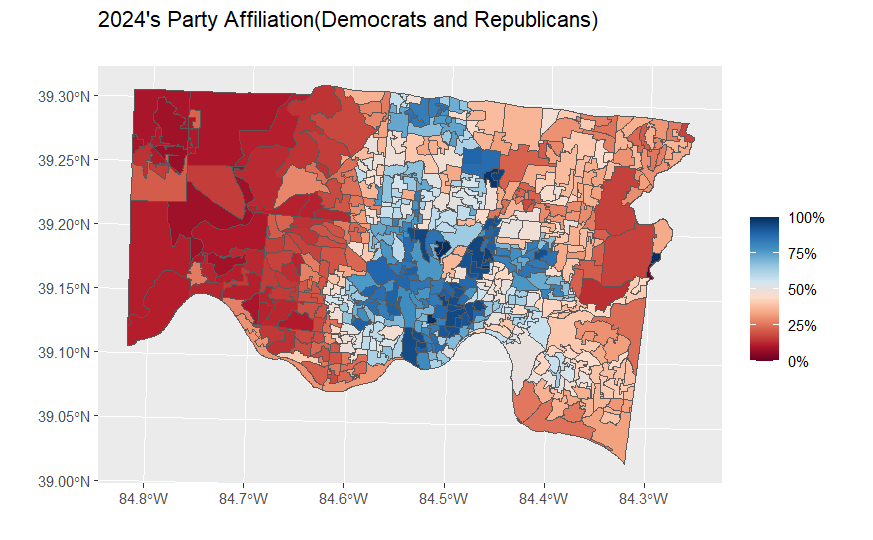 2024's Party Affiliation(Democrats and Republicans)
39.30°N
39.25°N
39.20°N
39.15°N
39.10°N
39.05°N
39.00°N
84.8°W
84.7°W
84.6°W
84.5°W
84.4°W
84.3°W
100%
75%
50%
25%
0%